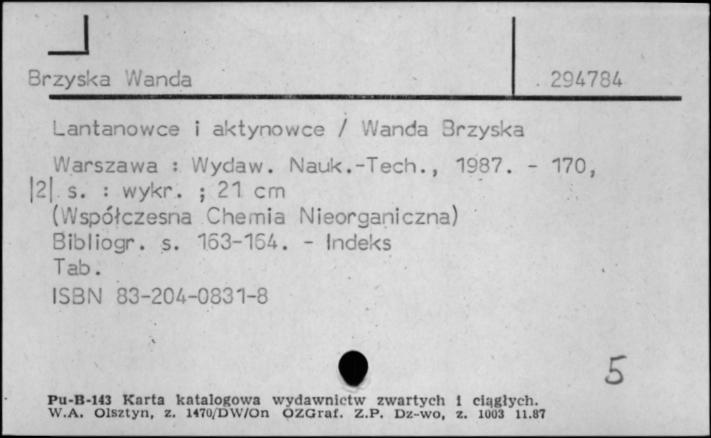 Brzyska Wanda 294784
Lantanowce i aktynowce / Wanda Brzyska
Warszawa : Wydaw. Nauk.-Tech., 1987. - 170,
|2| s. : wykr. ; 21 cm
(Współczesna Chemia Nieorganiczna)
Bibliogr. s. 163-164. - Indeks
Tab.
ISBN 83-204-0831-8
5
Pu-B-143 Karta katalogowa wydawnictw zwartych i ciągłych.
W.A. Olsztyn, z. 1470/DW/On OZGraf. Z.P. Dz-wo, z. 1003 11.87